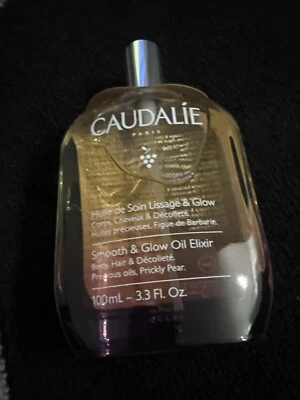 CAUDALÍE
PARIS
Huile de Soin Lissage & Glow
Corps, Cheveux & Décolleté.
Huiles précieuses, Figue de Barbarie.
Smooth & Glow Oil Elixir
Body, Hair & Décolleté.
Precious oils, Prickly Pear.
100mL - 3.3 Fl. Oz.